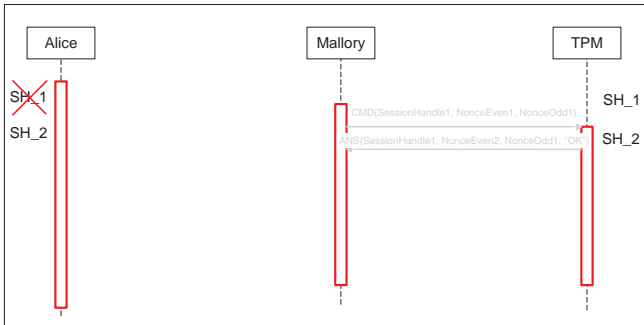 Alice
Mallory
TPM
SH_1
SH_1
CMD(SessionHandle1, NonceEven1, NonceOdd1)
SH_2
ANS(SessionHandle1, NonceEven2, NonceOdd1, "OK")
SH_2